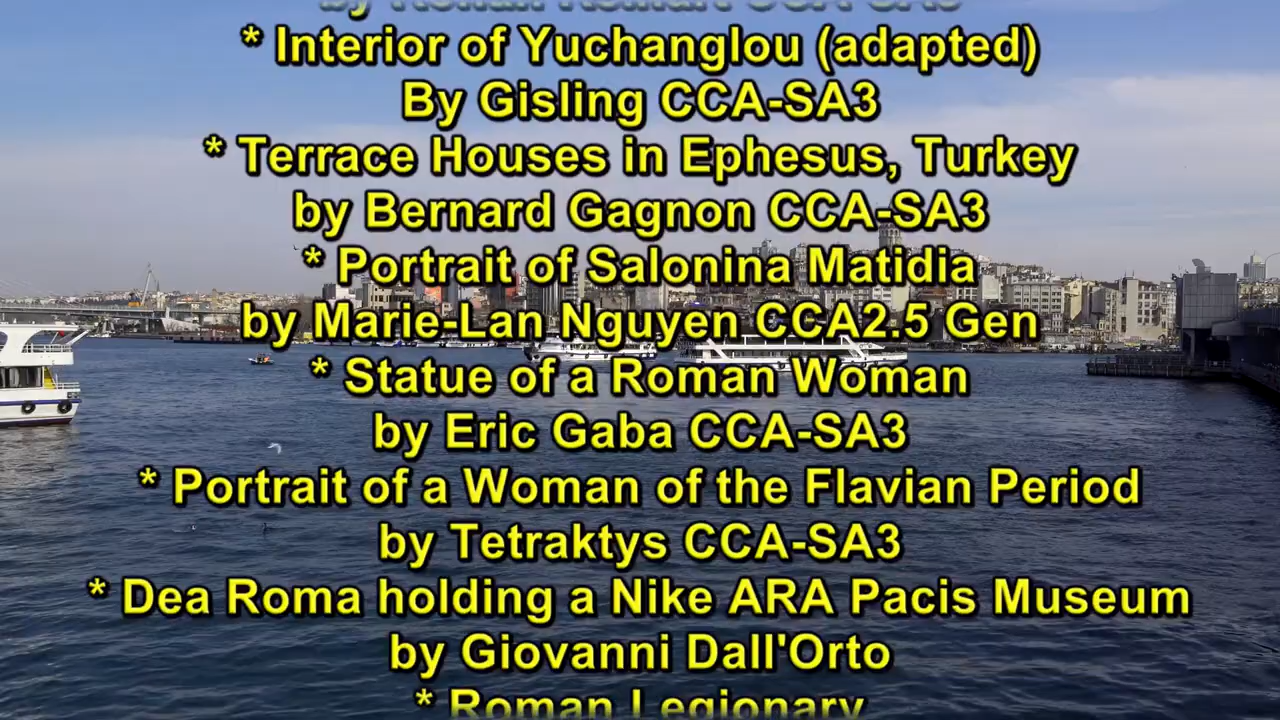 * Interior of Yuchanglou (adapted)
By Gisling CCA-SA3
* Terrace Houses in Ephesus, Turkey
by Bernard Gagnon CCA-SA3
* Portrait of Salonina Matidia
by Marie-Lan Nguyen CCA2.5 Gen
* Statue of a Roman Woman
by Eric Gaba CCA-SA3
* Portrait of a Woman of the Flavian Period
by Tetraktys CCA-SA3
* Dea Roma holding a Nike ARA Pacis Museum
by Giovanni Dall'Orto
* Roman Legionary